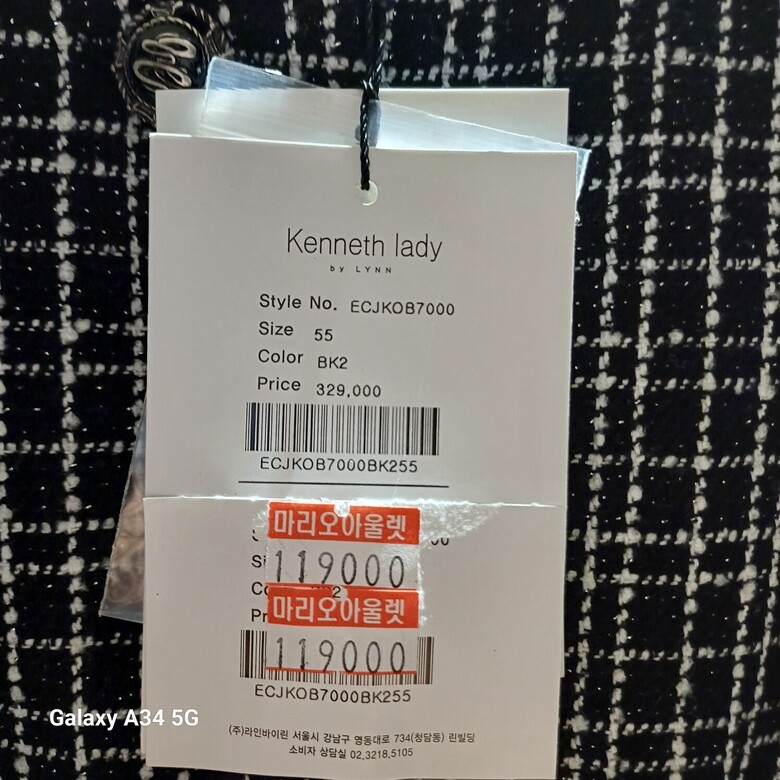 Kenneth lady
by LYNN
Style No. ECJKOB7000
Size 55
Color BK2
Price 329,000
ECJKOB7000BK255
마리오아울렛
119000
마리오아울렛
119000
ECJKOB7000BK255
(주)라인바이린 서울시 강남구 영동대로 734(청담동) 린빌딩
소비자 상담실 02.3218.5105
Galaxy A34 5G